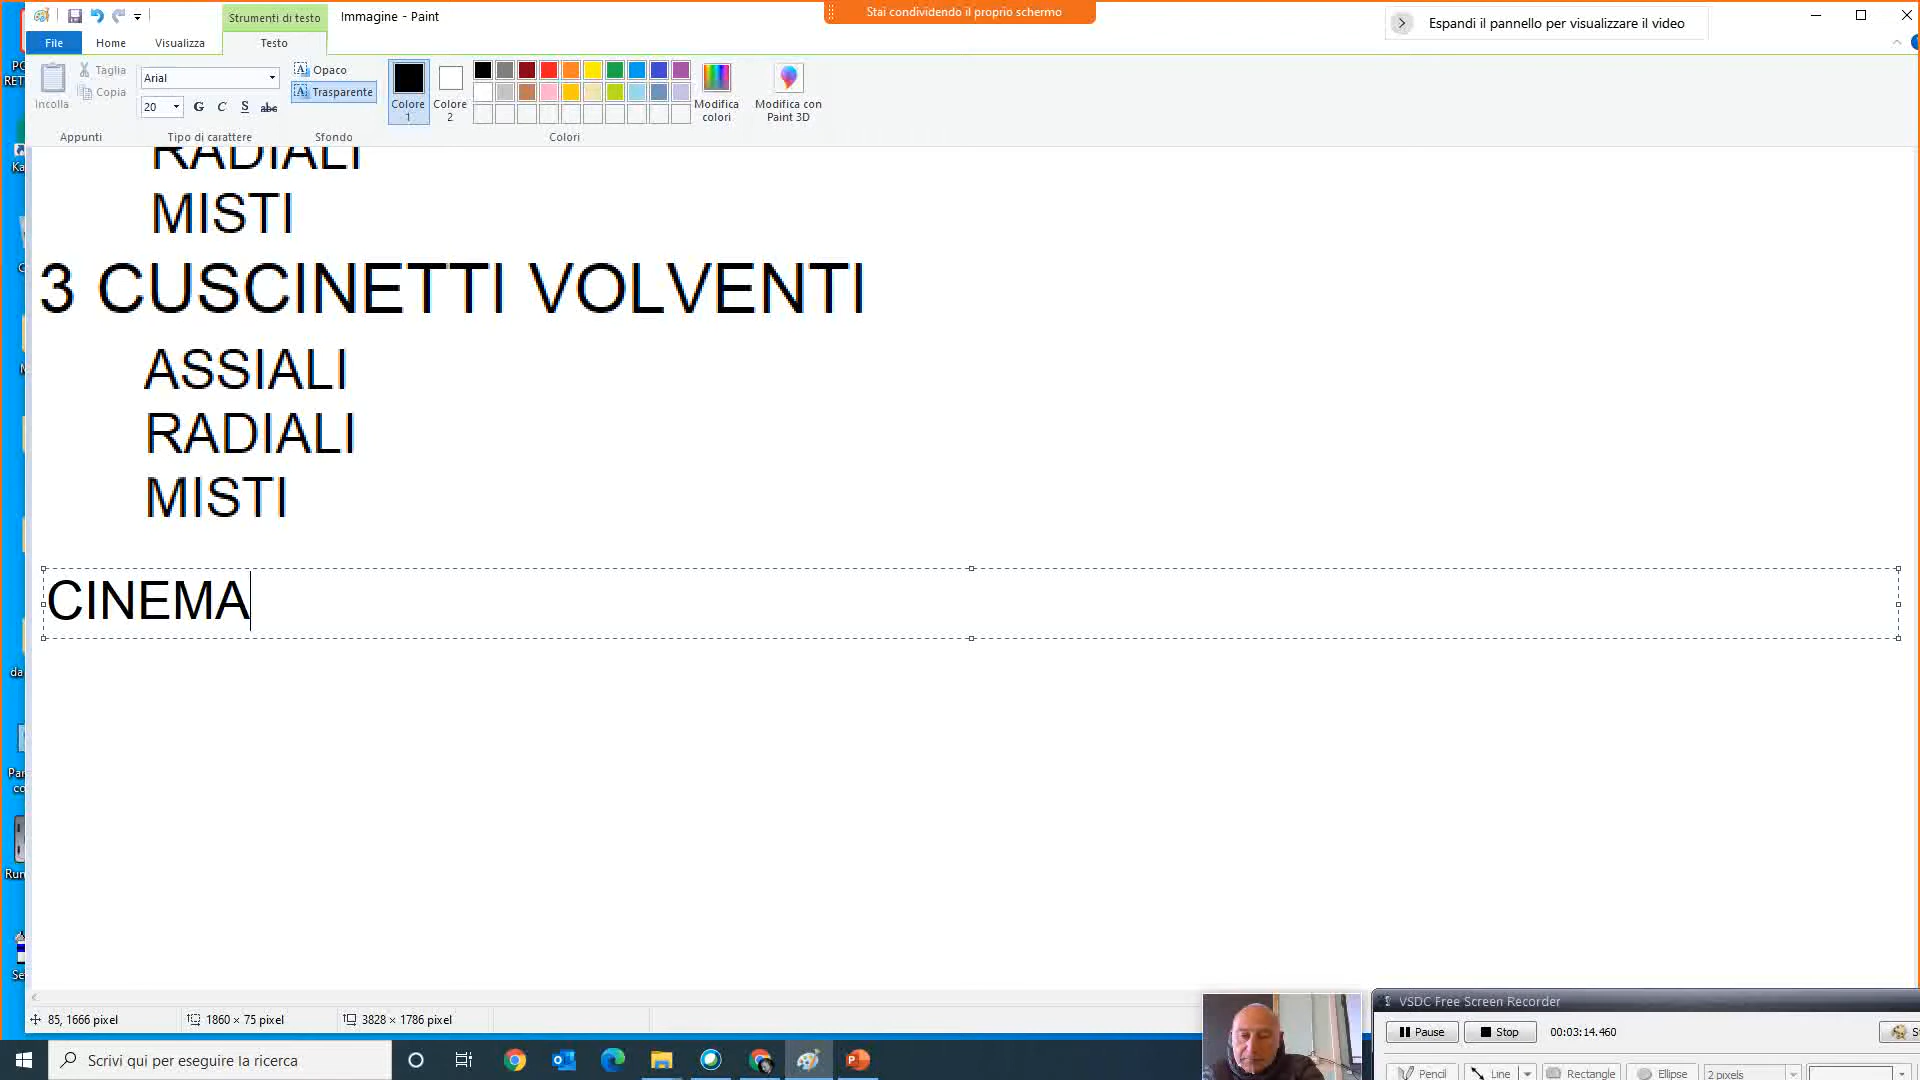 Strumenti di testo
Immagine - Paint
Stai condividendo il proprio schermo
Espandi il pannello per visualizzare il video
File
Home
Visualizza
Testo
Taglia
Copia
Incolla
Arial
20
G C S abc
Opaco
Trasparente
Colore 1
Colore 2
Modifica colori
Modifica con Paint 3D
Appunti
Tipo di carattere
Sfondo
Colori
RADIALI
MISTI
3 CUSCINETTI VOLVENTI
ASSIALI
RADIALI
MISTI
CINEMA
85, 1666 pixel
1860 × 75 pixel
3828 × 1786 pixel
VSDC Free Screen Recorder
Pause
Stop
00:03:14.460
Pencil
Line
Rectangle
Ellipse
2 pixels
Scrivi qui per eseguire la ricerca